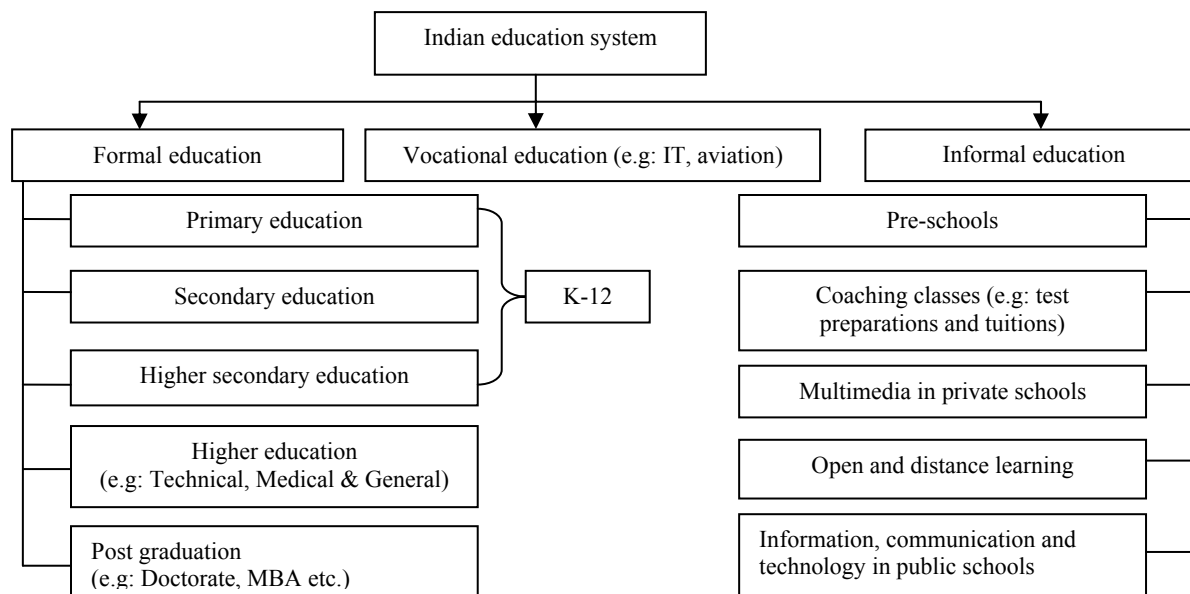 Indian education system
Formal education
Vocational education (e.g: IT, aviation)
Informal education
Primary education
Secondary education
Higher secondary education
K-12
Higher education
(e.g: Technical, Medical & General)
Post graduation
(e.g: Doctorate, MBA etc.)
Pre-schools
Coaching classes (e.g: test
preparations and tuitions)
Multimedia in private schools
Open and distance learning
Information, communication and
technology in public schools